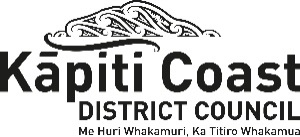 Kāpiti Coast
DISTRICT COUNCIL
Me Huri Whakamuri, Ka Titiro Whakamua